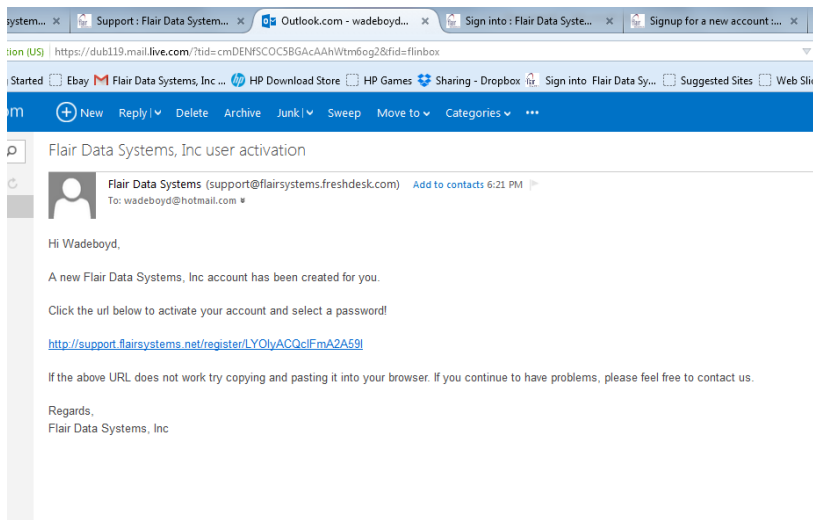 system... × Support : Flair Data System... × Outlook.com - wadeboyd... × Sign into : Flair Data Syste... × Signup for a new account :... ×
tion (US) https://dub119.mail.live.com/?tid=cmDENfSCOC5BGAcAAhWtm6og2&fid=flinbox
Started Ebay Flair Data Systems, Inc ... HP Download Store HP Games Sharing - Dropbox Sign into Flair Data Sy... Suggested Sites Web Slic
om New Reply Delete Archive Junk Sweep Move to Categories •••
Flair Data Systems, Inc user activation
Flair Data Systems (support@flairsystems.freshdesk.com) Add to contacts 6:21 PM
To: wadeboyd@hotmail.com
Hi Wadeboyd,
A new Flair Data Systems, Inc account has been created for you.
Click the url below to activate your account and select a password!
http://support.flairsystems.net/register/LYOlyACQclFmA2A59l
If the above URL does not work try copying and pasting it into your browser. If you continue to have problems, please feel free to contact us.
Regards,
Flair Data Systems, Inc